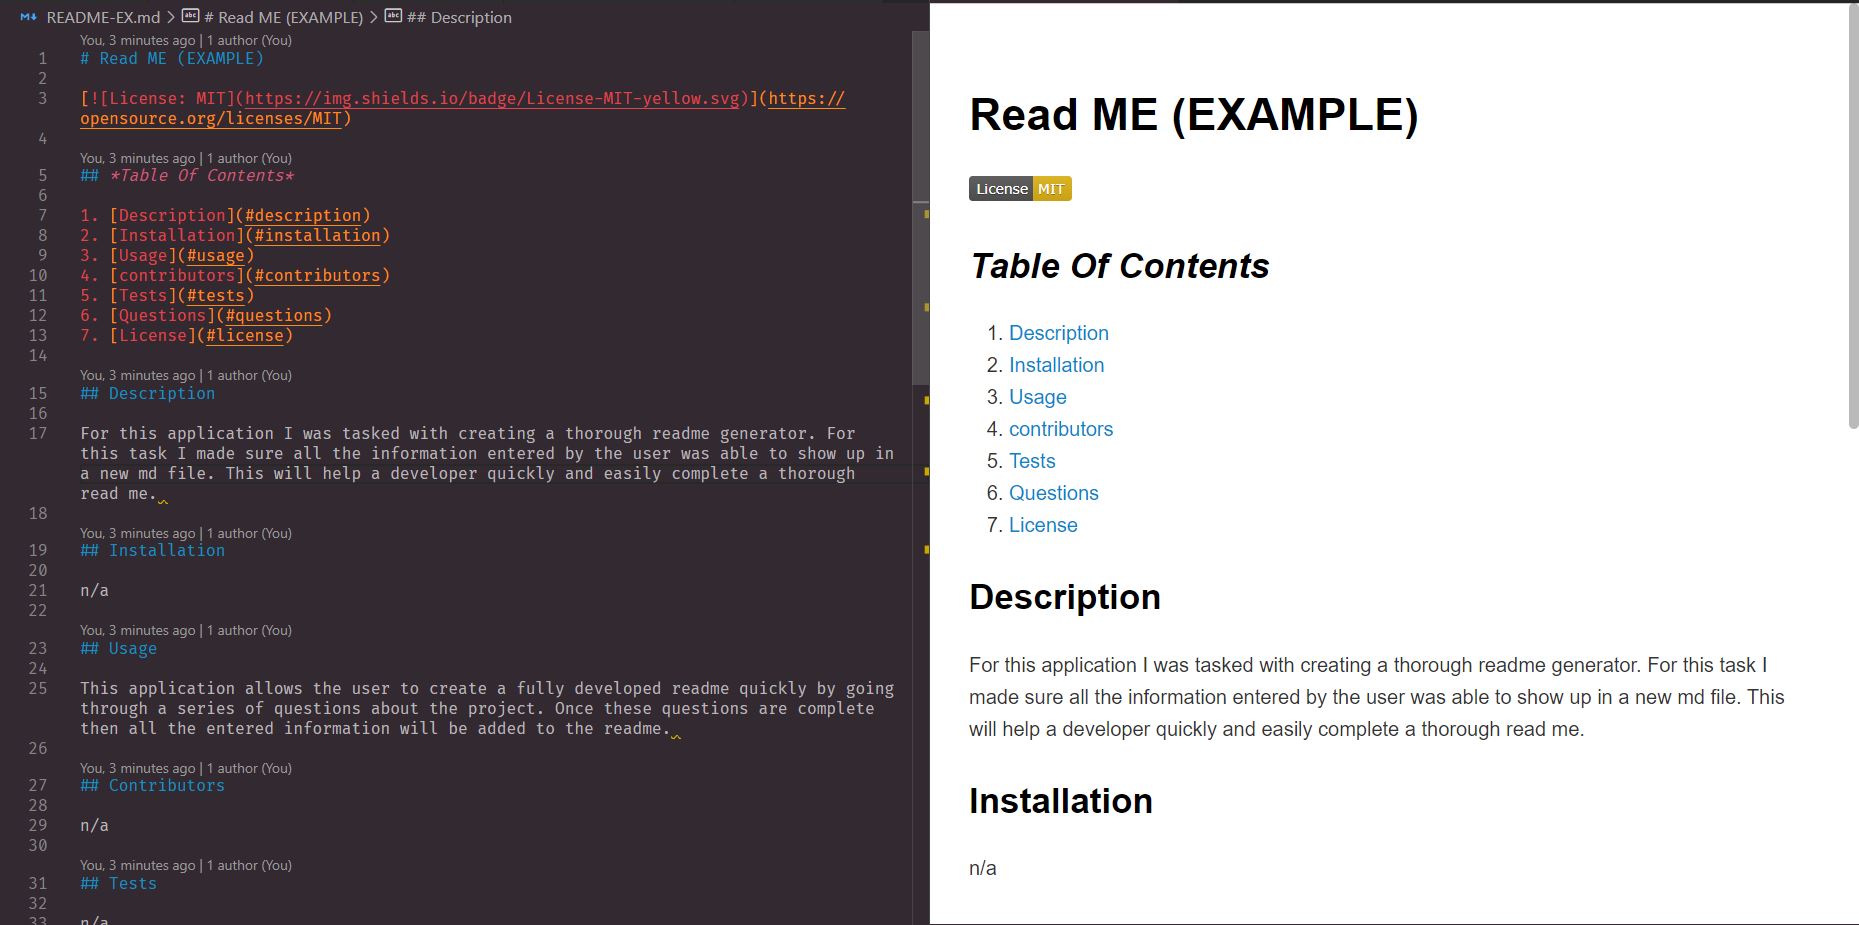 README-EX.md > # Read ME (EXAMPLE) > ## Description
You, 3 minutes ago | 1 author (You)
1 # Read ME (EXAMPLE)
2
3 [![License: MIT](https://img.shields.io/badge/License-MIT-yellow.svg)](https://
opensource.org/licenses/MIT)
4
You, 3 minutes ago | 1 author (You)
5 ## *Table Of Contents*
6
7 1. [Description](#description)
8 2. [Installation](#installation)
9 3. [Usage](#usage)
10 4. [contributors](#contributors)
11 5. [Tests](#tests)
12 6. [Questions](#questions)
13 7. [License](#license)
14
You, 3 minutes ago | 1 author (You)
15 ## Description
16
17 For this application I was tasked with creating a thorough readme generator. For
this task I made sure all the information entered by the user was able to show up in
a new md file. This will help a developer quickly and easily complete a thorough
read me.
18
You, 3 minutes ago | 1 author (You)
19 ## Installation
20
21 n/a
22
You, 3 minutes ago | 1 author (You)
23 ## Usage
24
25 This application allows the user to create a fully developed readme quickly by going
through a series of questions about the project. Once these questions are complete
then all the entered information will be added to the readme.
26
You, 3 minutes ago | 1 author (You)
27 ## Contributors
28
29 n/a
30
You, 3 minutes ago | 1 author (You)
31 ## Tests
32
33 n/a
Read ME (EXAMPLE)
License MIT
Table Of Contents
1. Description
2. Installation
3. Usage
4. contributors
5. Tests
6. Questions
7. License
Description
For this application I was tasked with creating a thorough readme generator. For this task I
made sure all the information entered by the user was able to show up in a new md file. This
will help a developer quickly and easily complete a thorough read me.
Installation
n/a